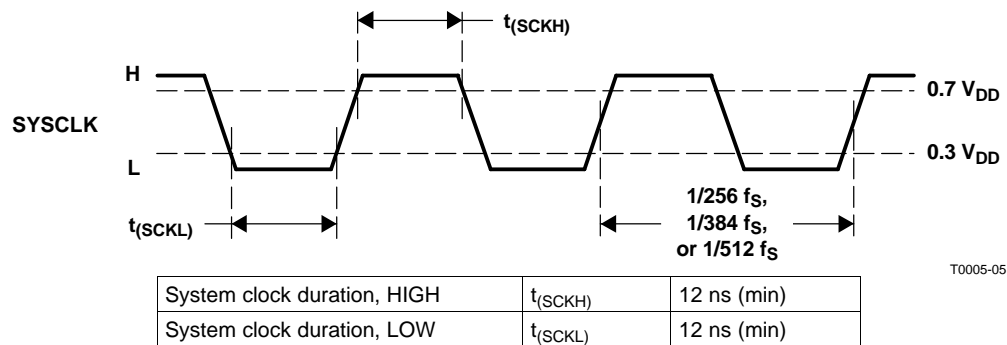 t(SCKH)
H
0.7 VDD
SYSCLK
0.3 VDD
L
1/256 fS,
t(SCKL)
1/384 fS,
or 1/512 fS
T0005-05
System clock duration, HIGH t(SCKH) 12 ns (min)
System clock duration, LOW t(SCKL) 12 ns (min)